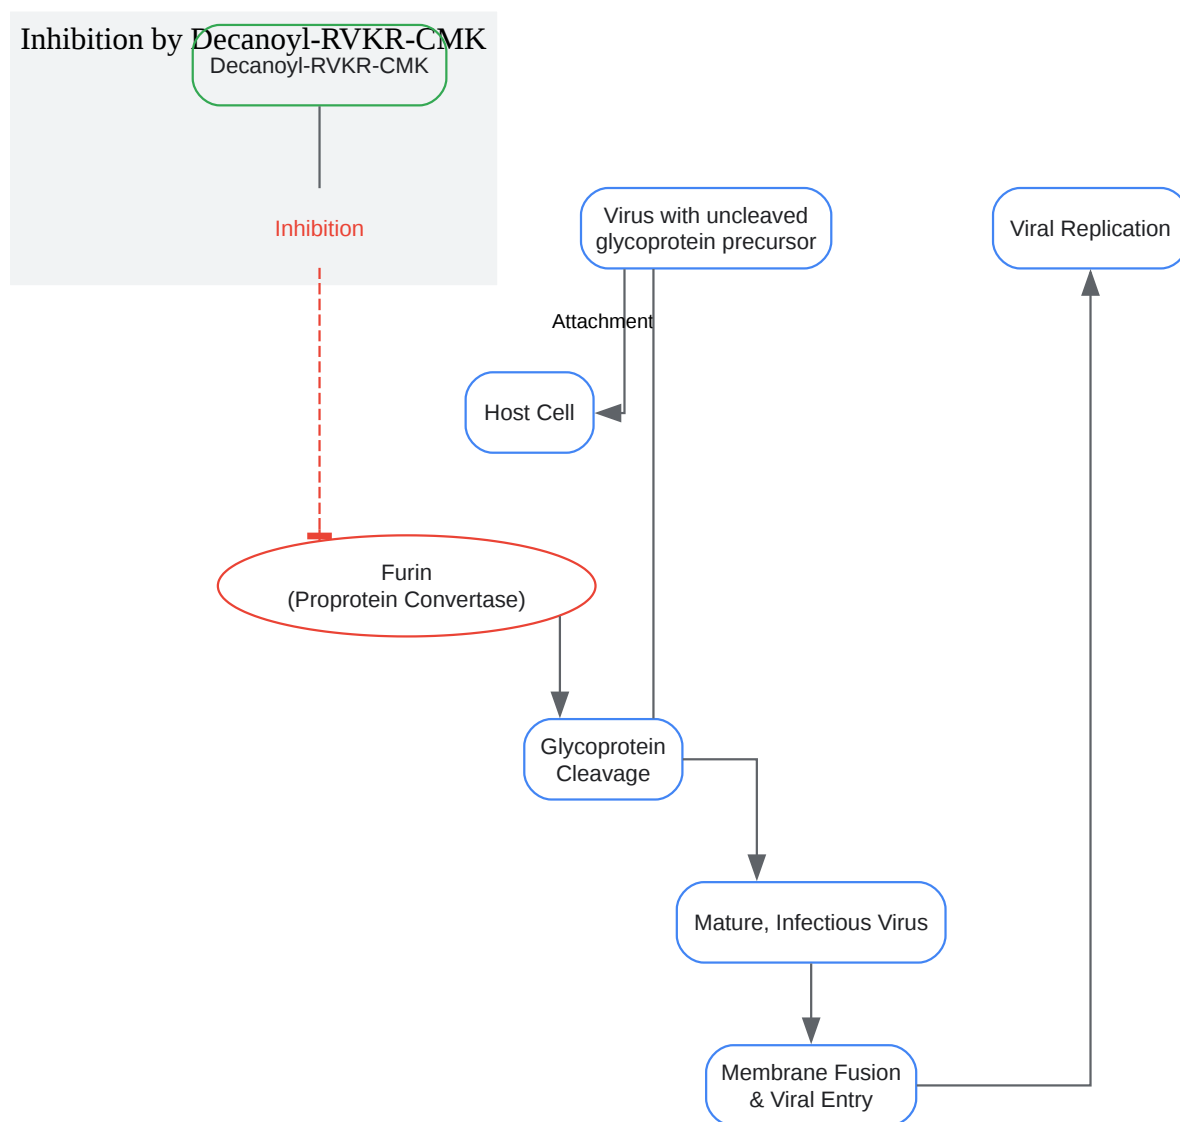 Inhibition by Decanoyl-RVKR-CMK
Decanoyl-RVKR-CMK
Inhibition
Virus with uncleaved
glycoprotein precursor
Viral Replication
Attachment
Host Cell
Furin
(Proprotein Convertase)
Glycoprotein
Cleavage
Mature, Infectious Virus
Membrane Fusion
& Viral Entry